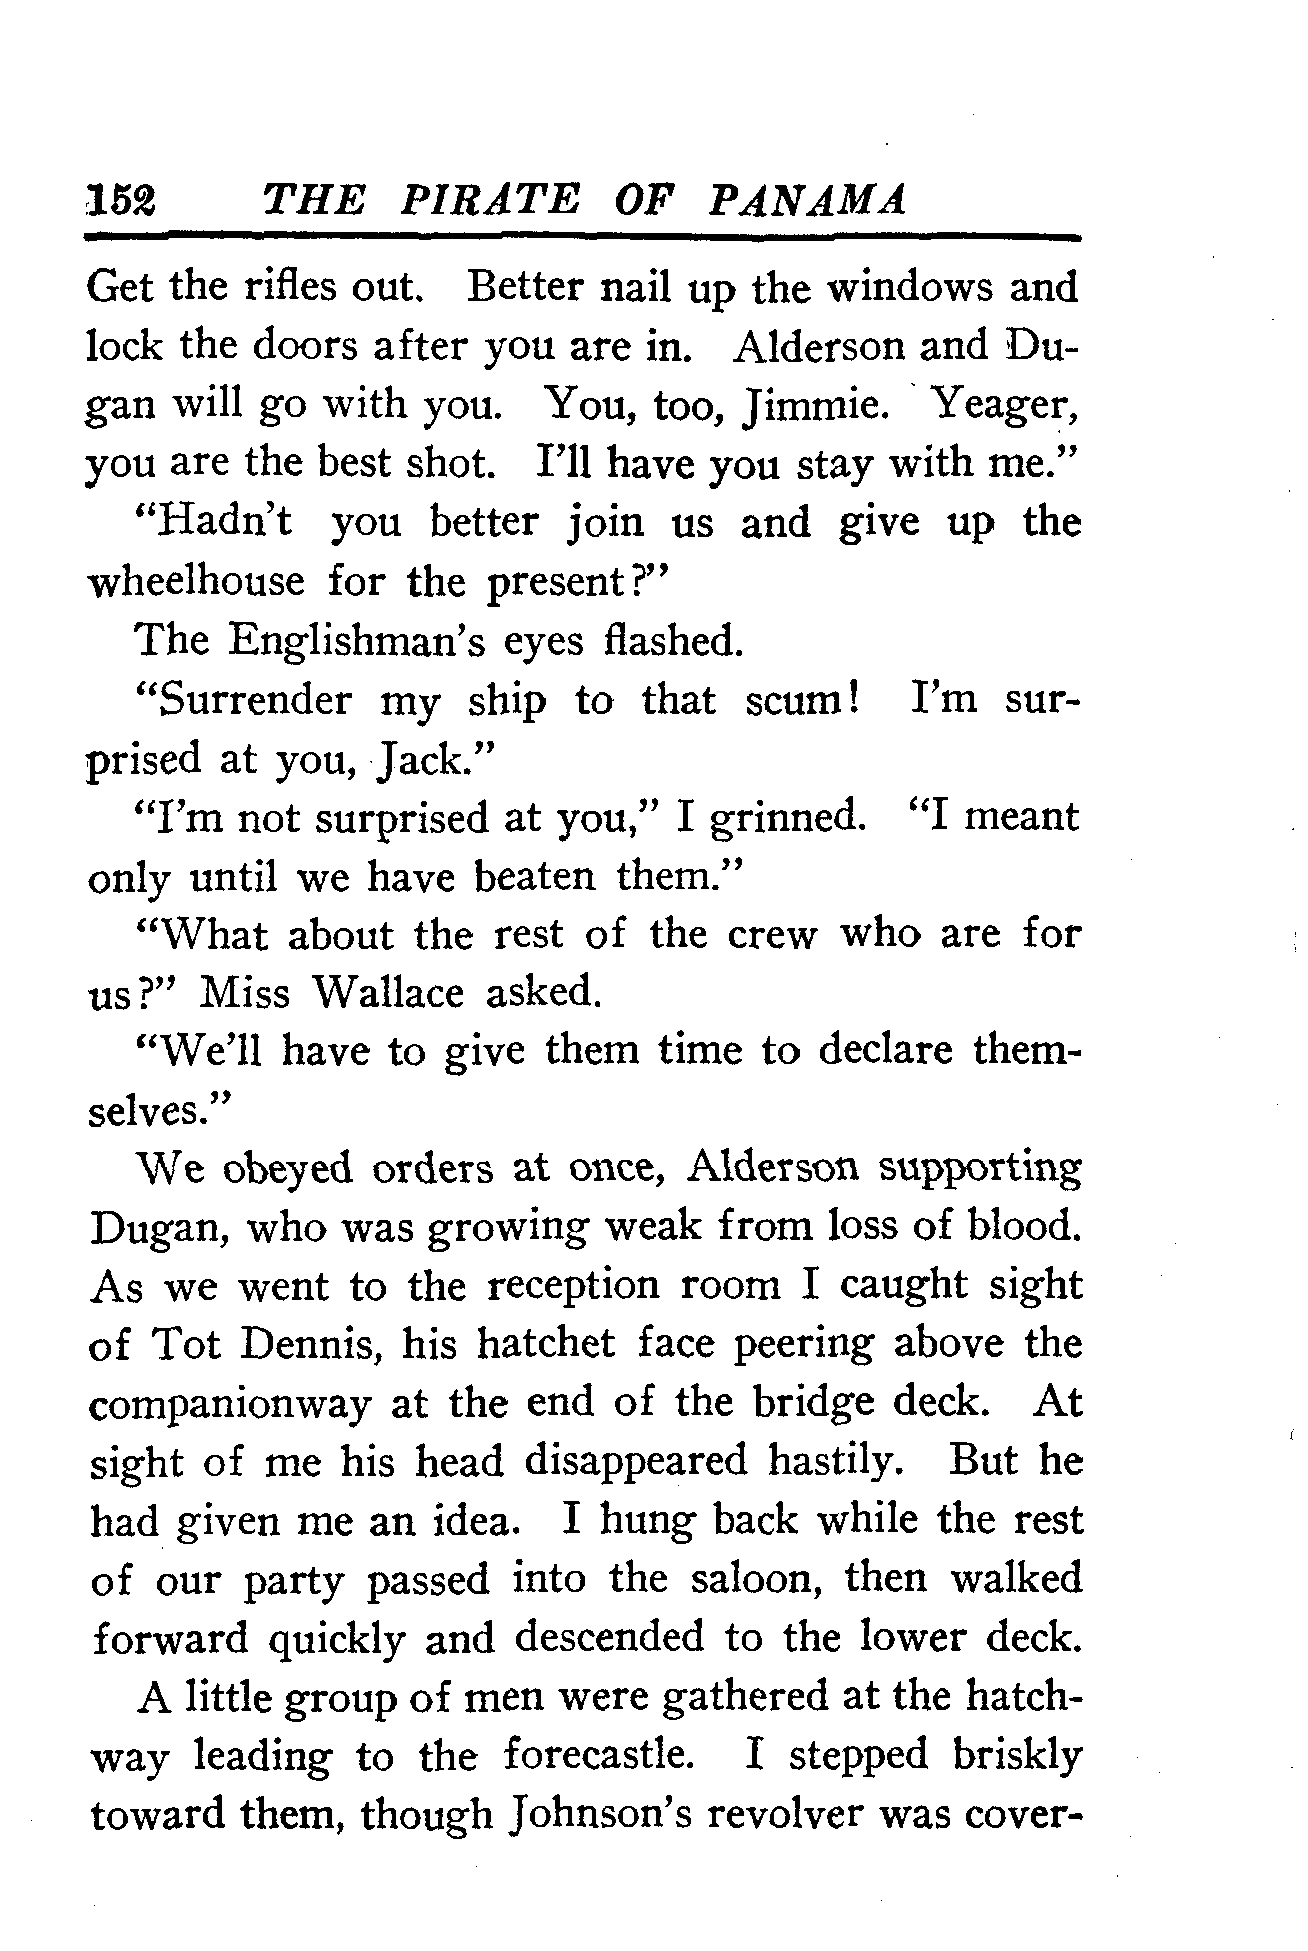 152 THE PIRATE OF PANAMA
Get the rifles out. Better nail up the windows and
lock the doors after you are in. Alderson and Du-
gan will go with you. You, too, Jimmie. Yeager,
you are the best shot. I'll have you stay with me."
"Hadn't you better join us and give up the
wheelhouse for the present?"
The Englishman's eyes flashed.
"Surrender my ship to that scum! I'm sur-
prised at you, Jack."
"I'm not surprised at you," I grinned. "I meant
only until we have beaten them."
"What about the rest of the crew who are for
us?" Miss Wallace asked.
"We'll have to give them time to declare them-
selves."
We obeyed orders at once, Alderson supporting
Dugan, who was growing weak from loss of blood.
As we went to the reception room I caught sight
of Tot Dennis, his hatchet face peering above the
companionway at the end of the bridge deck. At
sight of me his head disappeared hastily. But he
had given me an idea. I hung back while the rest
of our party passed into the saloon, then walked
forward quickly and descended to the lower deck.
A little group of men were gathered at the hatch-
way leading to the forecastle. I stepped briskly
toward them, though Johnson's revolver was cover-